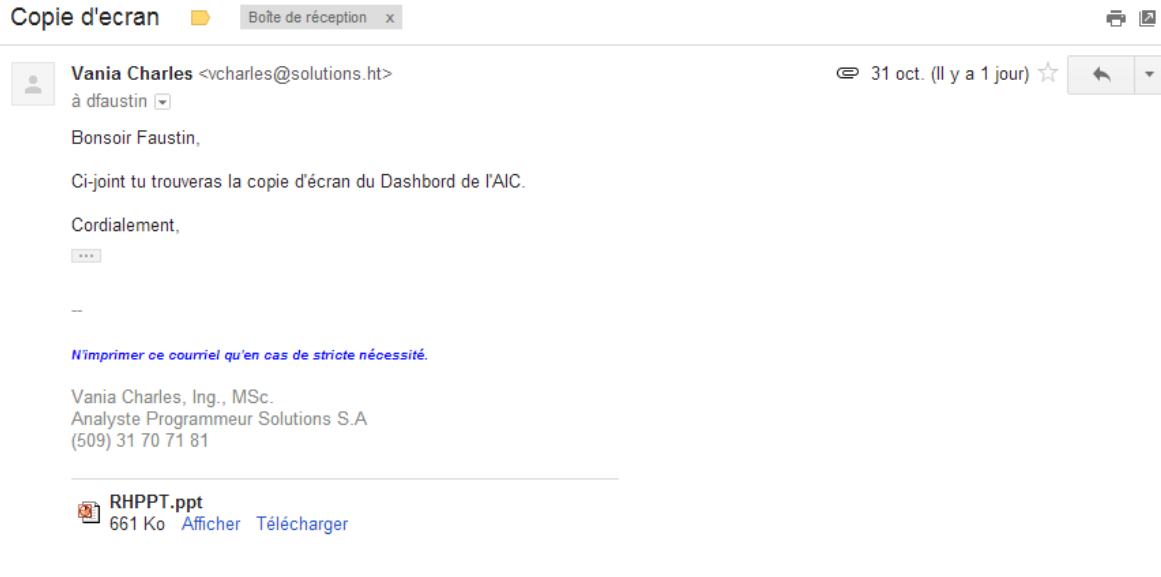 Copie d'ecran Boîte de réception x
Vania Charles <vcharles@solutions.ht> 31 oct. (Il y a 1 jour)
à dfaustin
Bonsoir Faustin,
Ci-joint tu trouveras la copie d'écran du Dashbord de l'AIC.
Cordialement,
--
N'imprimer ce courriel qu'en cas de stricte nécessité.
Vania Charles, Ing., MSc.
Analyste Programmeur Solutions S.A
(509) 31 70 71 81
RHPPT.ppt
661 Ko Afficher Télécharger